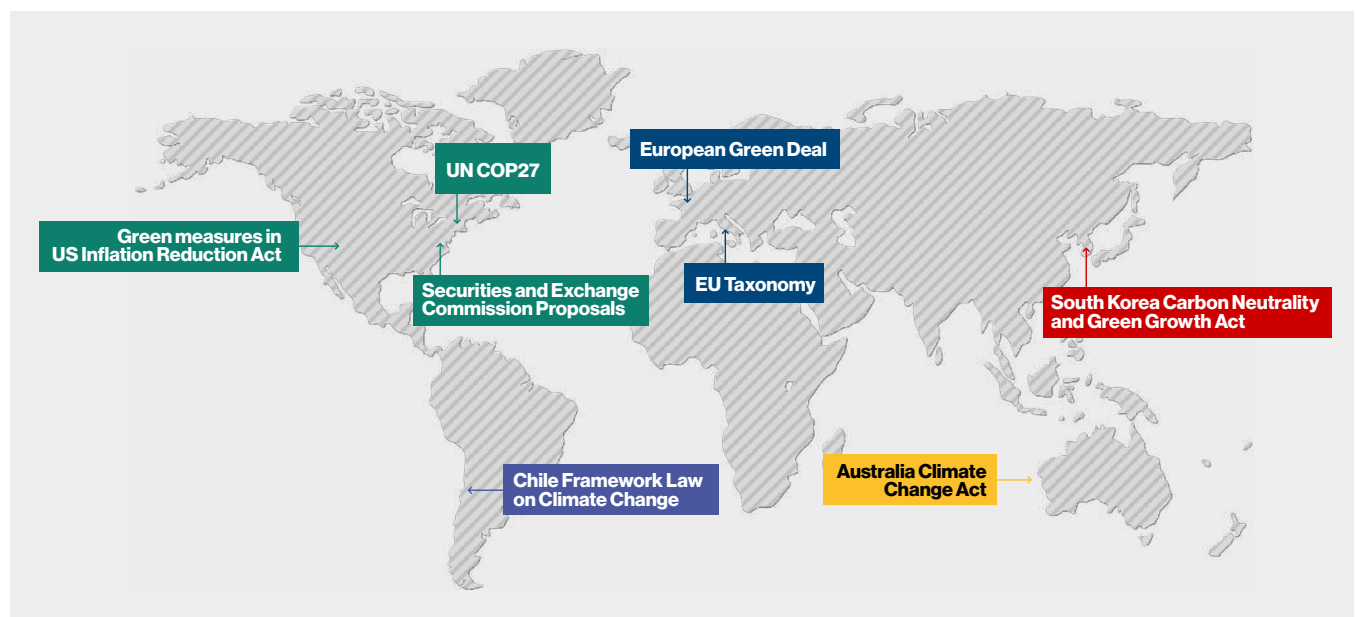 European Green Deal
UN COP27
Green measures in
US Inflation Reduction Act
Securities and Exchange
Commission Proposals
EU Taxonomy
South Korea Carbon Neutrality
and Green Growth Act
Chile Framework Law
on Climate Change
Australia Climate
Change Act